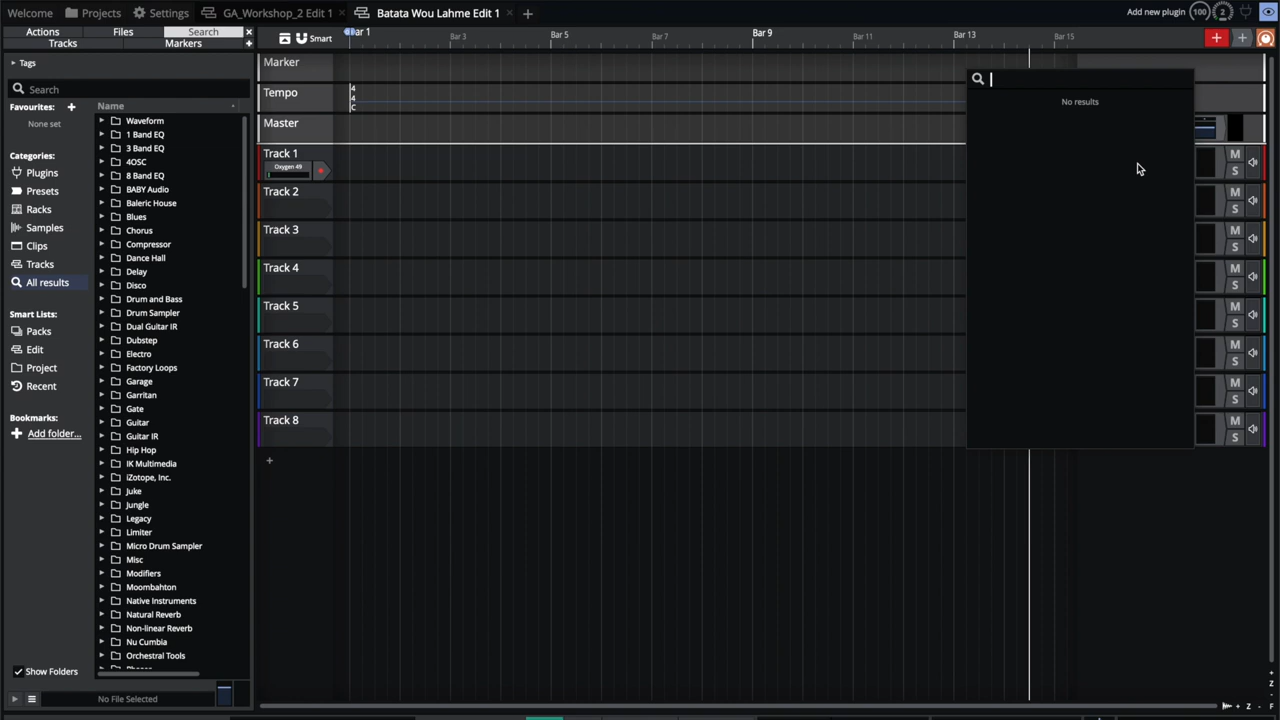 Welcome
Projects
Settings
GA_Workshop_2 Edit 1
Batata Wou Lahme Edit 1
Add new plugin
100
2
Actions
Files
Search
Tracks
Markers
Smart
Bar 1
Bar 3
Bar 5
Bar 7
Bar 9
Bar 11
Bar 13
Bar 15
Tags
Search
Favourites:
None set
Categories:
Plugins
Presets
Racks
Samples
Clips
Tracks
All results
Smart Lists:
Packs
Edit
Project
Recent
Bookmarks:
Add folder...
Show Folders
Name
Waveform
1 Band EQ
3 Band EQ
4OSC
8 Band EQ
BABY Audio
Baleric House
Blues
Chorus
Compressor
Dance Hall
Delay
Disco
Drum and Bass
Drum Sampler
Dual Guitar IR
Dubstep
Electro
Factory Loops
Garage
Garritan
Gate
Guitar
Guitar IR
Hip Hop
IK Multimedia
iZotope, Inc.
Juke
Jungle
Legacy
Limiter
Micro Drum Sampler
Misc
Modifiers
Moombahton
Native Instruments
Natural Reverb
Non-linear Reverb
Nu Cumbia
Orchestral Tools
No File Selected
Marker
Tempo
4
4
C
Master
Track 1
Oxygen 49
Track 2
Track 3
Track 4
Track 5
Track 6
Track 7
Track 8
No results
M
S
M
S
M
S
M
S
M
S
M
S
M
S
M
S
Z
Z
F